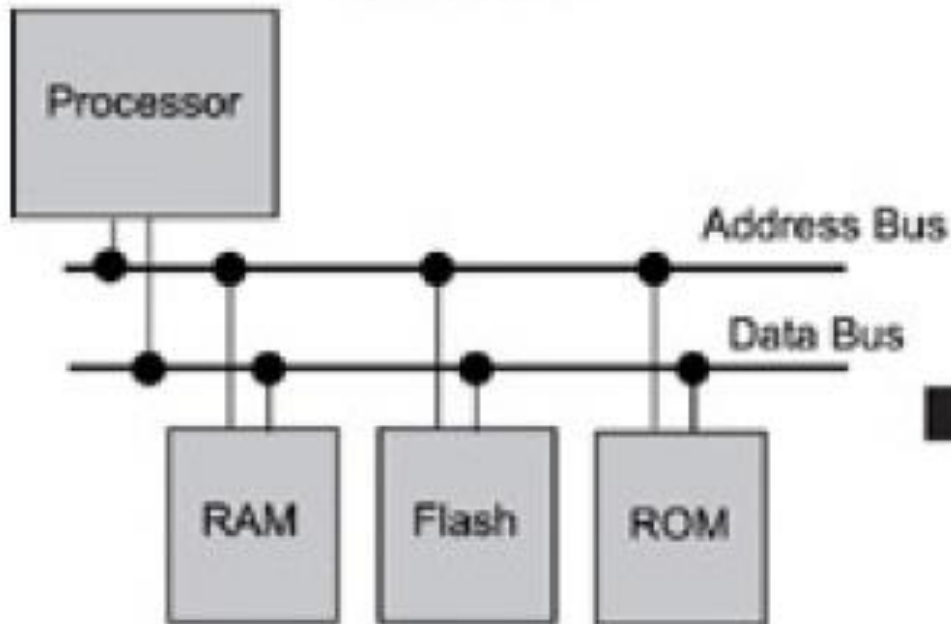 Processor
Address Bus
Data Bus
RAM
Flash
ROM